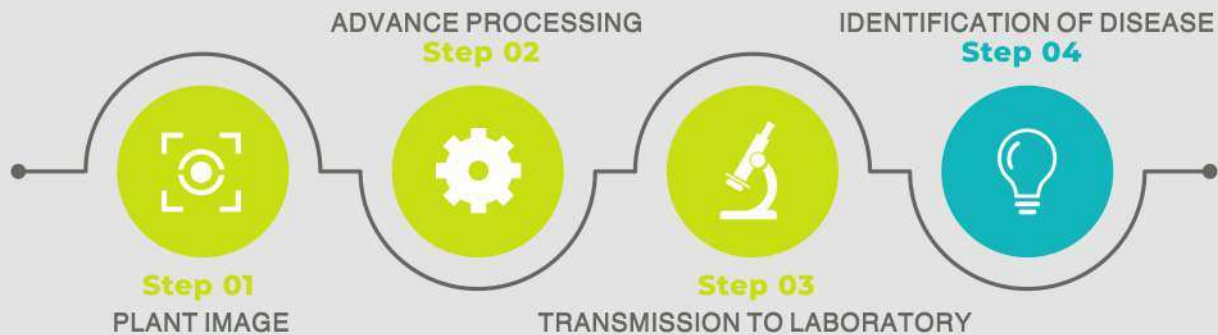 Step 01
PLANT IMAGE
ADVANCE PROCESSING
Step 02
Step 03
TRANSMISSION TO LABORATORY
IDENTIFICATION OF DISEASE
Step 04